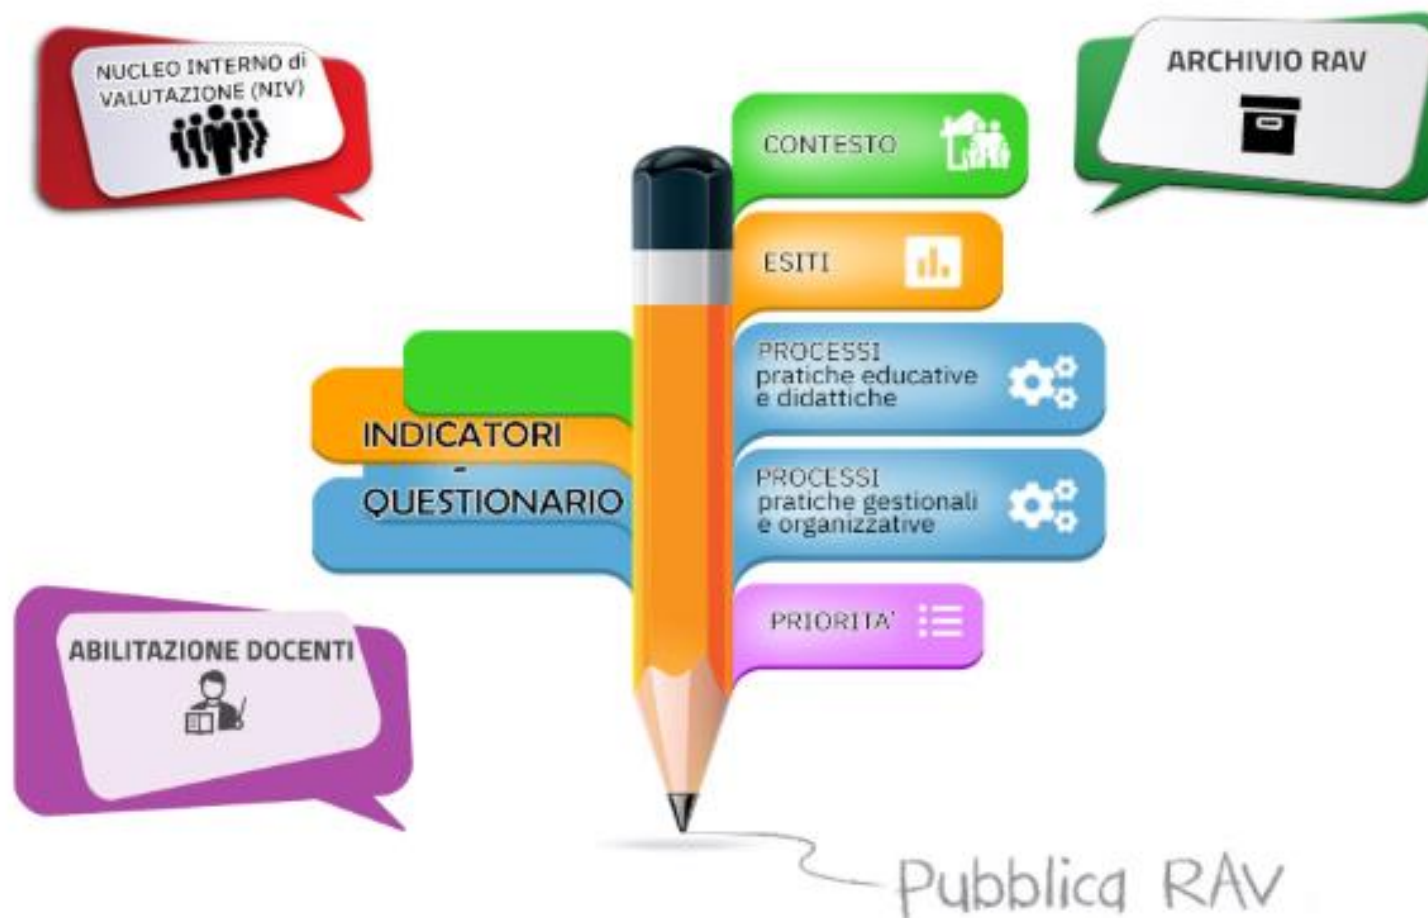 NUCLEO INTERNO di
VALUTAZIONE (NIV)
ARCHIVIO RAV
CONTESTO
ESITI
PROCESSI
pratiche educative
e didattiche
INDICATORI
-
QUESTIONARIO
PROCESSI
pratiche gestionali
e organizzative
PRIORITA'
ABILITAZIONE DOCENTI
Pubblica RAV